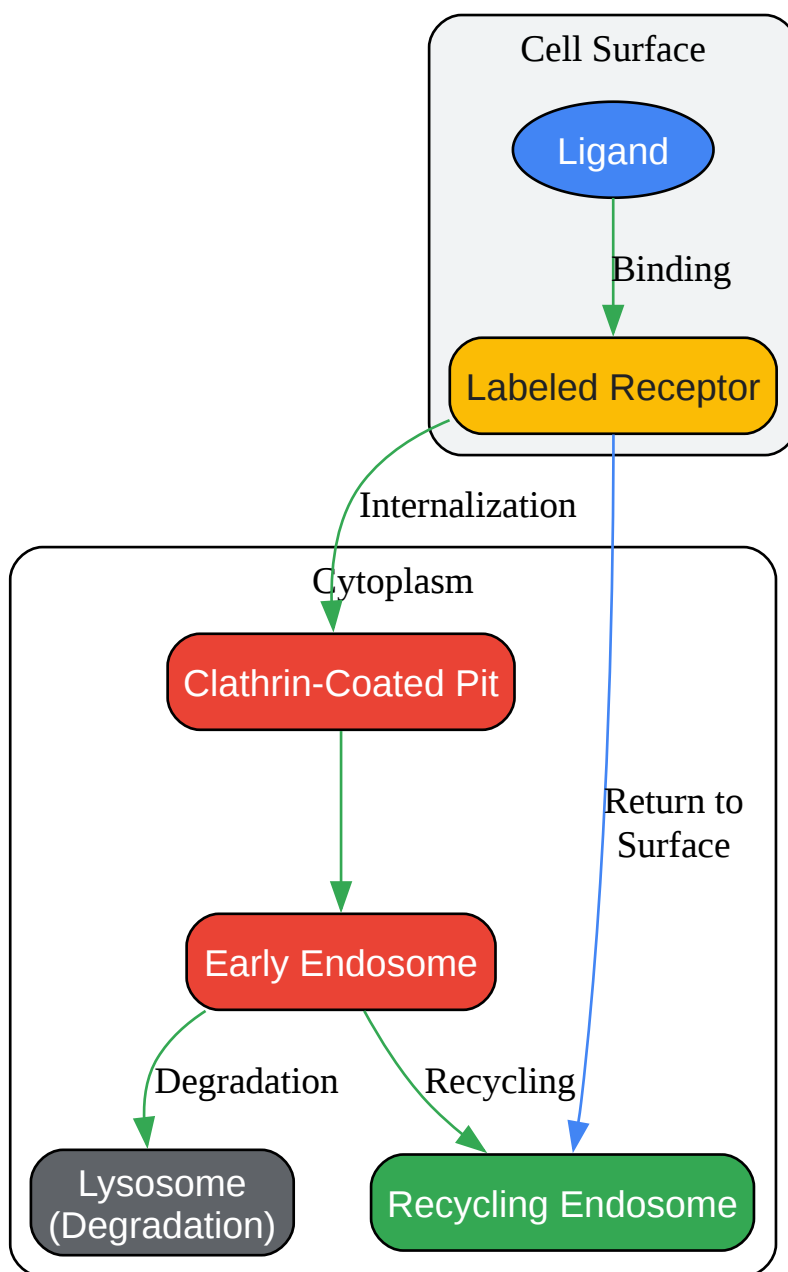 Cell Surface
Ligand
Binding
Labeled Receptor
Internalization
Cytoplasm
Clathrin-Coated Pit
Return to
Surface
Early Endosome
Degradation
Recycling
Lysosome
(Degradation)
Recycling Endosome